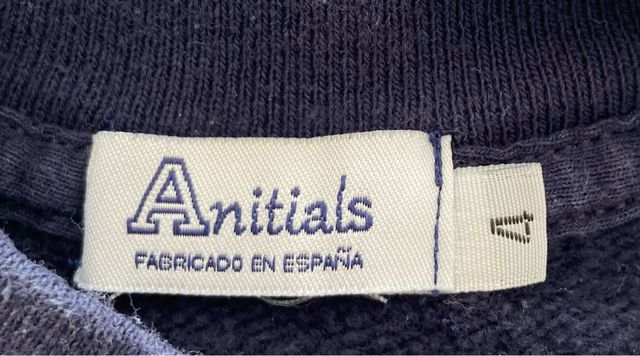 Anitials
FABRICADO EN ESPAÑA
4